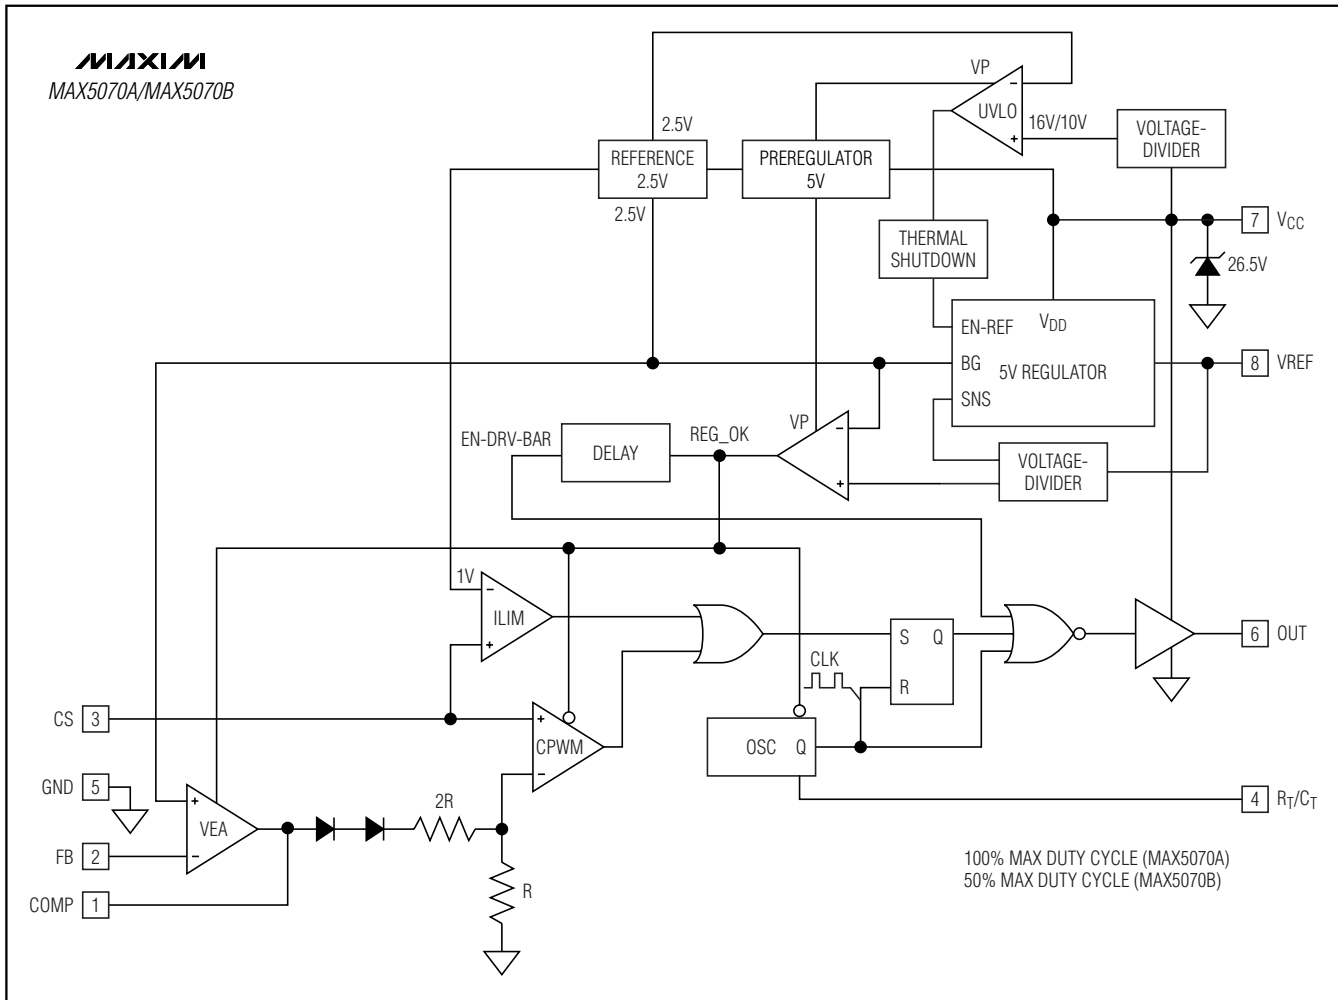 MAXIM
MAX5070A/MAX5070B
VP
-
UVLO
+
16V/10V
VOLTAGE-
DIVIDER
2.5V
REFERENCE
2.5V
2.5V
PREREGULATOR
5V
THERMAL
SHUTDOWN
7
VCC
26.5V
EN-REF
VDD
BG
5V REGULATOR
SNS
8
VREF
VP
-
+
EN-DRV-BAR
DELAY
REG_OK
VOLTAGE-
DIVIDER
1V
-
ILIM
+
S
Q
R
CLK
6
OUT
CS
3
+
CPWM
-
OSC
Q
GND
5
4
RT/CT
+
VEA
-
2R
FB
2
R
COMP
1
100% MAX DUTY CYCLE (MAX5070A)
50% MAX DUTY CYCLE (MAX5070B)